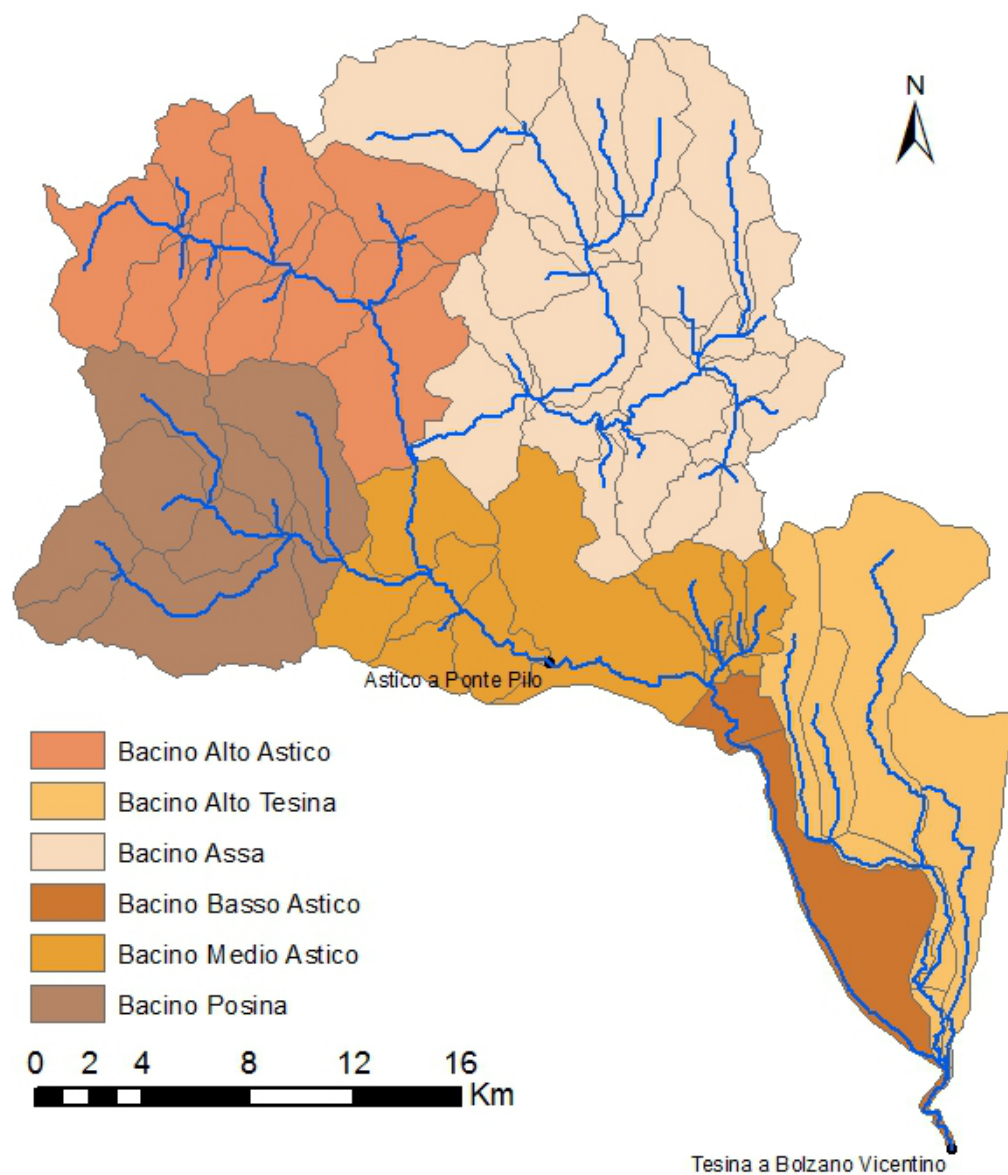 N
Astico a Ponte Pilo
Bacino Alto Astico
Bacino Alto Tesina
Bacino Assa
Bacino Basso Astico
Bacino Medio Astico
Bacino Posina
0 2 4 8 12 16
Km
Tesina a Bolzano Vicentino